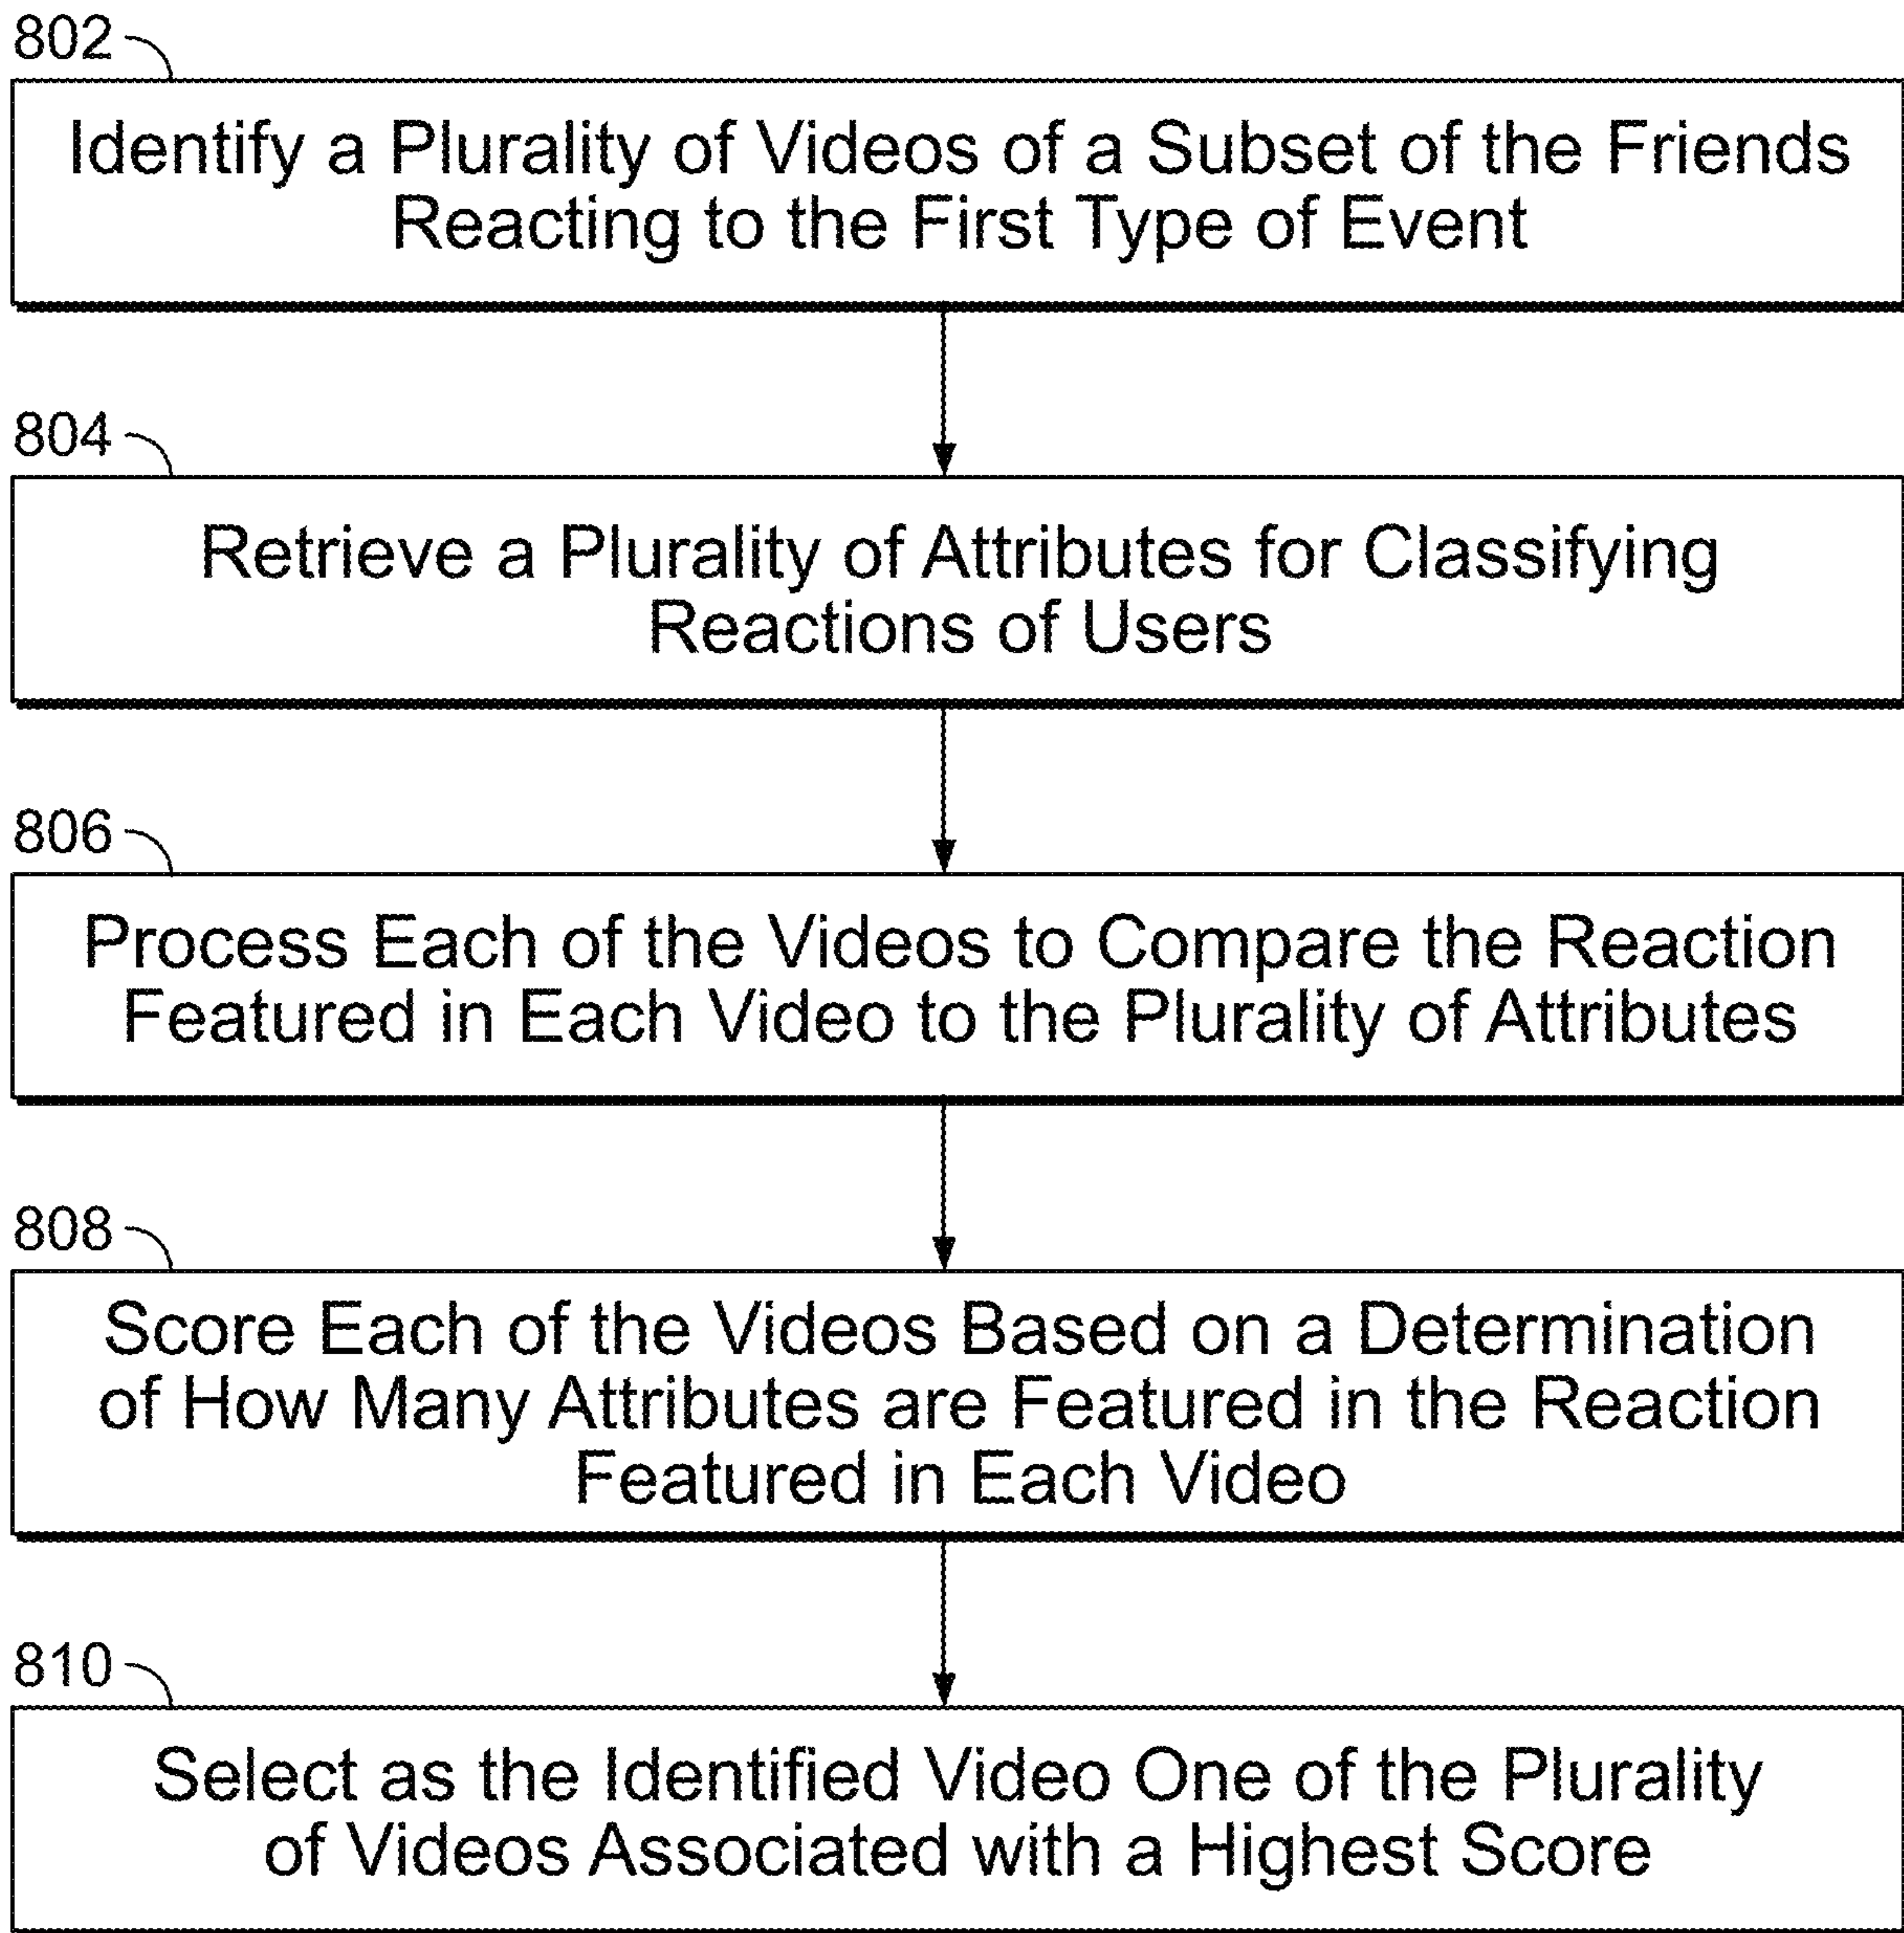 802
Identify a Plurality of Videos of a Subset of the Friends
Reacting to the First Type of Event
804
Retrieve a Plurality of Attributes for Classifying
Reactions of Users
806
Process Each of the Videos to Compare the Reaction
Featured in Each Video to the Plurality of Attributes
808
Score Each of the Videos Based on a Determination
of How Many Attributes are Featured in the Reaction
Featured in Each Video
810
Select as the Identified Video One of the Plurality
of Videos Associated with a Highest Score